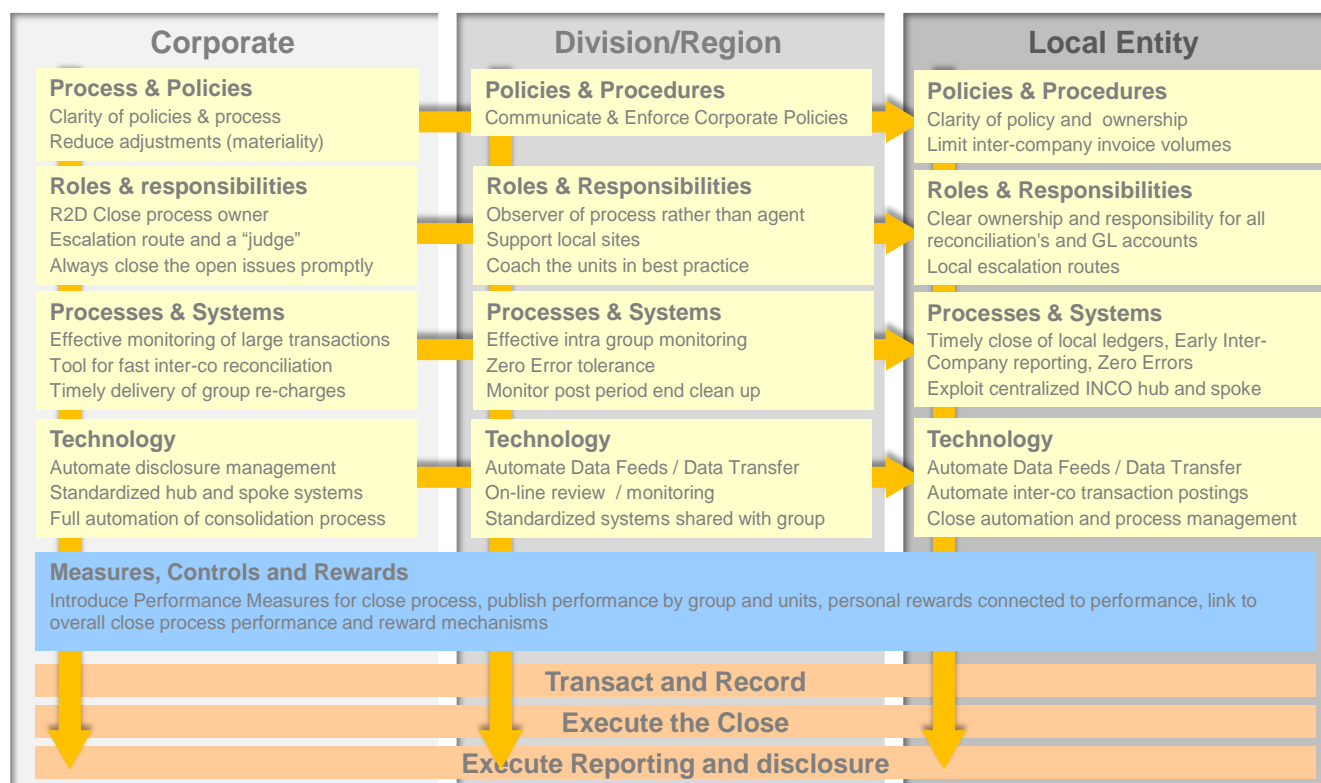 Corporate
Division/Region
Local Entity
Process & Policies
Clarity of policies & process
Reduce adjustments (materiality)
Policies & Procedures
Communicate & Enforce Corporate Policies
Policies & Procedures
Clarity of policy and ownership
Limit inter-company invoice volumes
Roles & responsibilities
R2D Close process owner
Escalation route and a “judge”
Always close the open issues promptly
Roles & Responsibilities
Observer of process rather than agent
Support local sites
Coach the units in best practice
Roles & Responsibilities
Clear ownership and responsibility for all
reconciliation's and GL accounts
Local escalation routes
Processes & Systems
Effective monitoring of large transactions
Tool for fast inter-co reconciliation
Timely delivery of group re-charges
Processes & Systems
Effective intra group monitoring
Zero Error tolerance
Monitor post period end clean up
Processes & Systems
Timely close of local ledgers, Early Inter-
Company reporting, Zero Errors
Exploit centralized INCO hub and spoke
Technology
Automate disclosure management
Standardized hub and spoke systems
Full automation of consolidation process
Technology
Automate Data Feeds / Data Transfer
On-line review / monitoring
Standardized systems shared with group
Technology
Automate Data Feeds / Data Transfer
Automate inter-co transaction postings
Close automation and process management
Measures, Controls and Rewards
Introduce Performance Measures for close process, publish performance by group and units, personal rewards connected to performance, link to
overall close process performance and reward mechanisms
Transact and Record
Execute the Close
Execute Reporting and disclosure